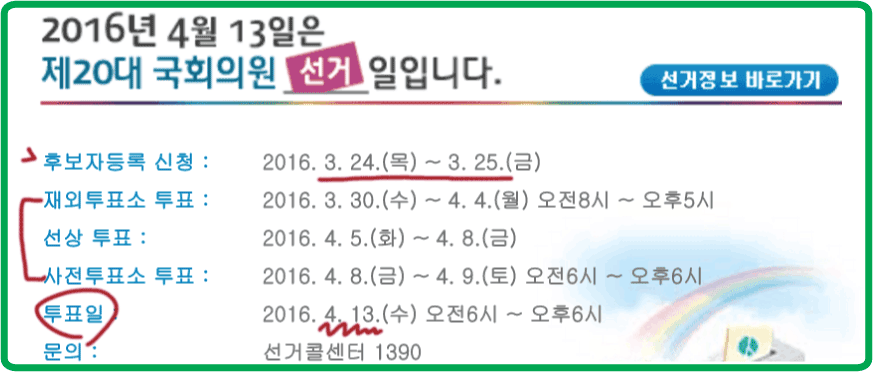 2016년 4월 13일은
제20대 국회의원 선거 일입니다.
선거정보 바로가기
후보자등록 신청 : 2016. 3. 24.(목) ~ 3. 25.(금)
재외투표소 투표 : 2016. 3. 30.(수) ~ 4. 4.(월) 오전8시 ~ 오후5시
선상 투표 : 2016. 4. 5.(화) ~ 4. 8.(금)
사전투표소 투표 : 2016. 4. 8.(금) ~ 4. 9.(토) 오전6시 ~ 오후6시
투표일 : 2016. 4. 13.(수) 오전6시 ~ 오후6시
문의 : 선거콜센터 1390